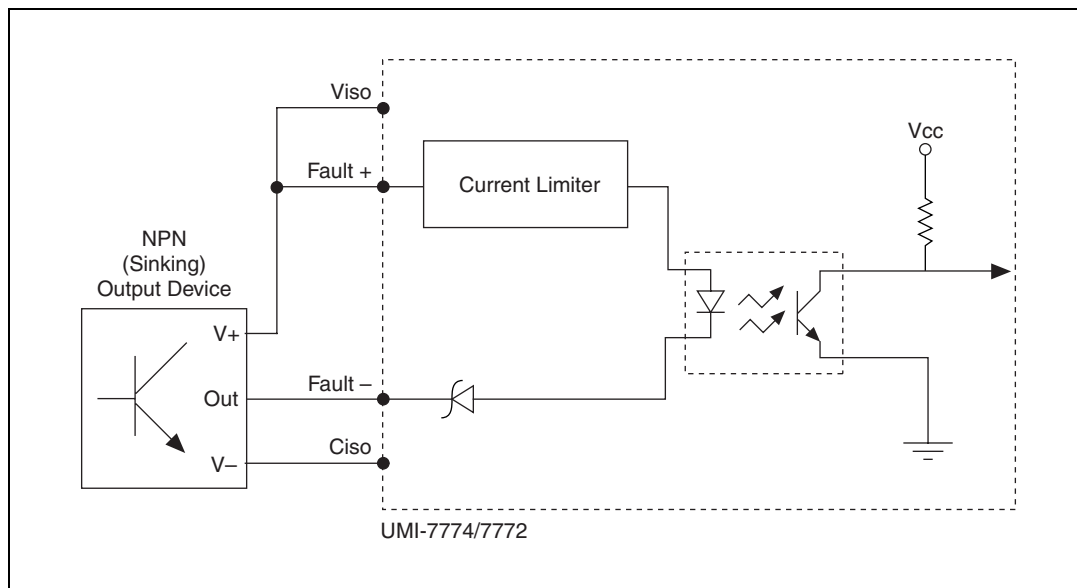 Viso
Vcc
Fault +
Current Limiter
NPN
(Sinking)
Output Device
V+
Out
Fault –
V–
Ciso
UMI-7774/7772